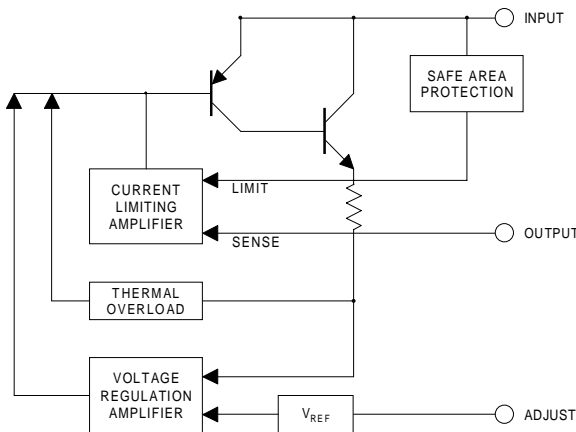 INPUT
SAFE AREA
PROTECTION
LIMIT
CURRENT
LIMITING
AMPLIFIER
SENSE
OUTPUT
THERMAL
OVERLOAD
VOLTAGE
REGULATION
AMPLIFIER
VREF
ADJUST